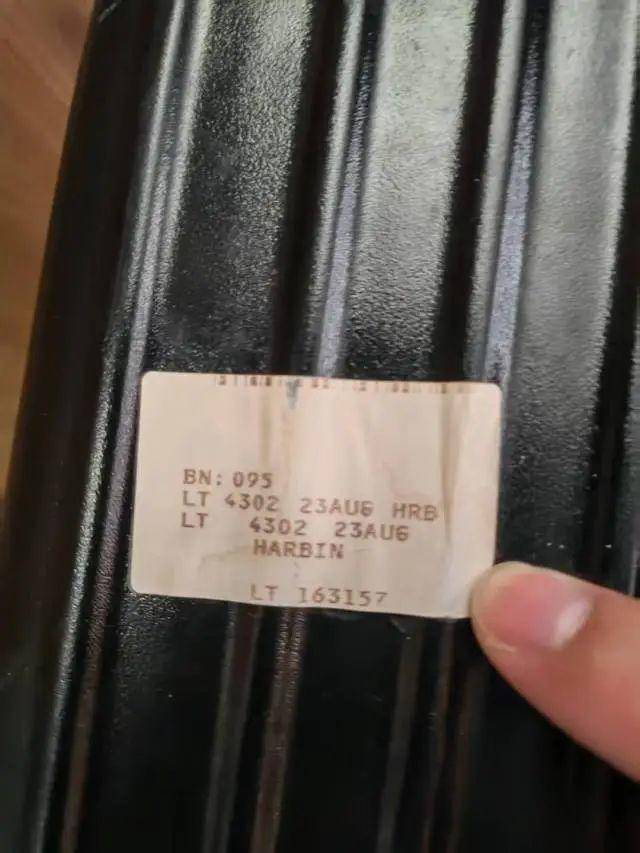 BN: 095
LT 4302 23AUG HRB
LT 4302 23AUG
HARBIN
LT 163157